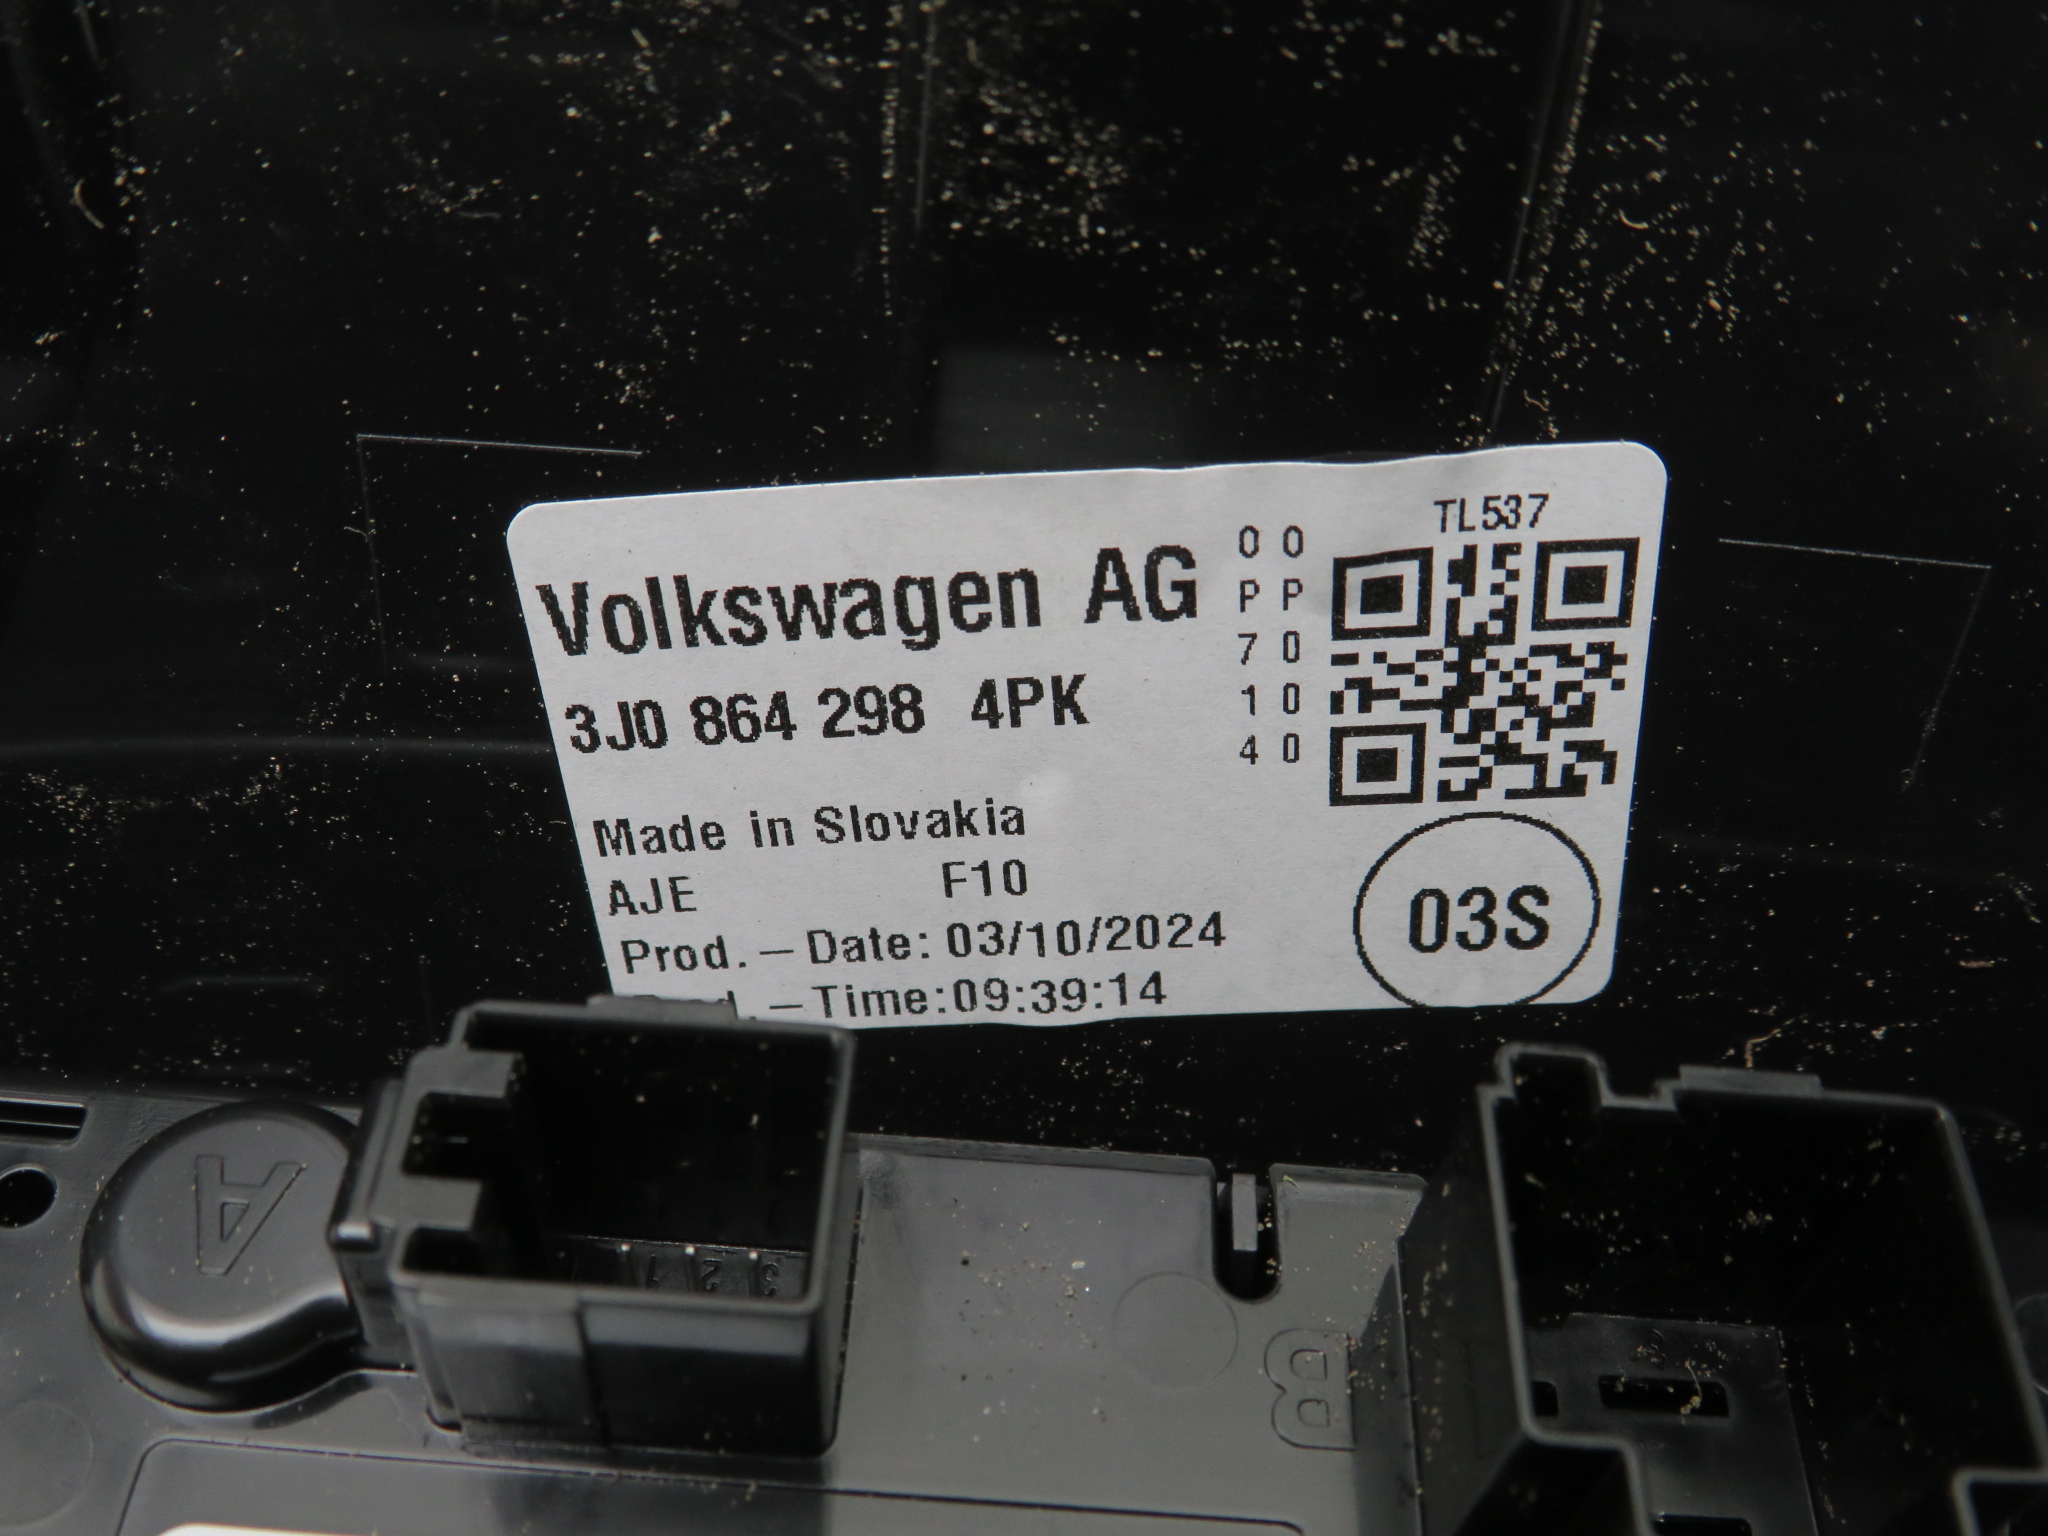 TL537
Volkswagen AG
3J0 864 298 4PK
0 0
P P
7 0
1 0
4 0
Made in Slovakia
AJE F10
Prod.-Date: 03/10/2024
-Time:09:39:14
03S
A
1 2 3
B